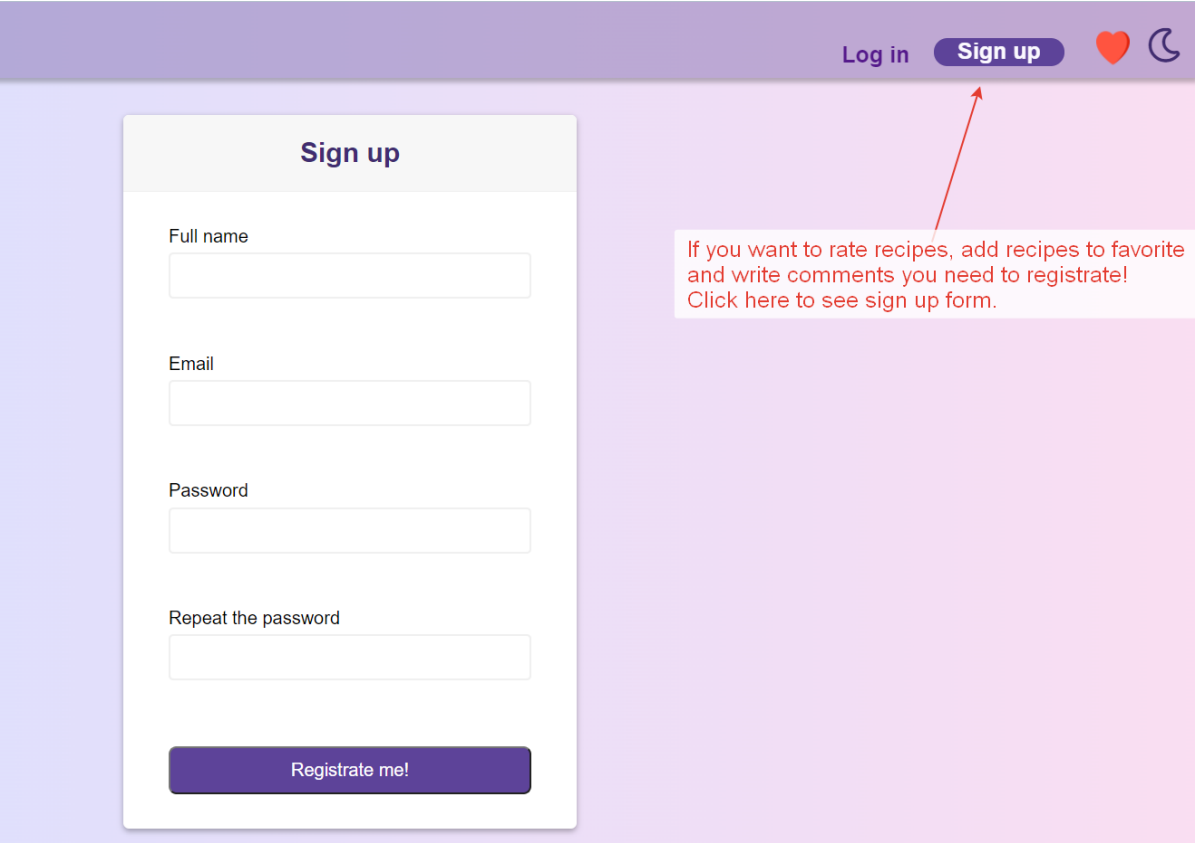 Log in
Sign up
Sign up
Full name
If you want to rate recipes, add recipes to favorite
and write comments you need to registrate!
Click here to see sign up form.
Email
Password
Repeat the password
Registrate me!